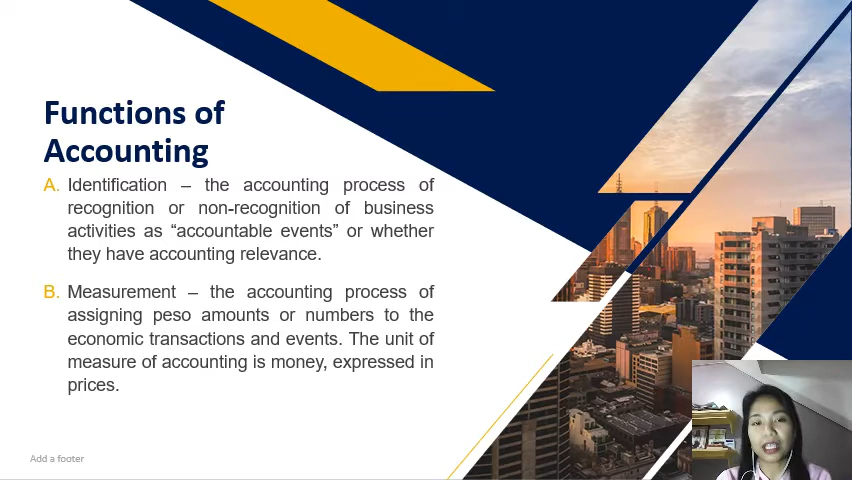 Functions of
Accounting
A. Identification – the accounting process of
recognition or non-recognition of business
activities as “accountable events” or whether
they have accounting relevance.
B. Measurement – the accounting process of
assigning peso amounts or numbers to the
economic transactions and events. The unit of
measure of accounting is money, expressed in
prices.
Add a footer